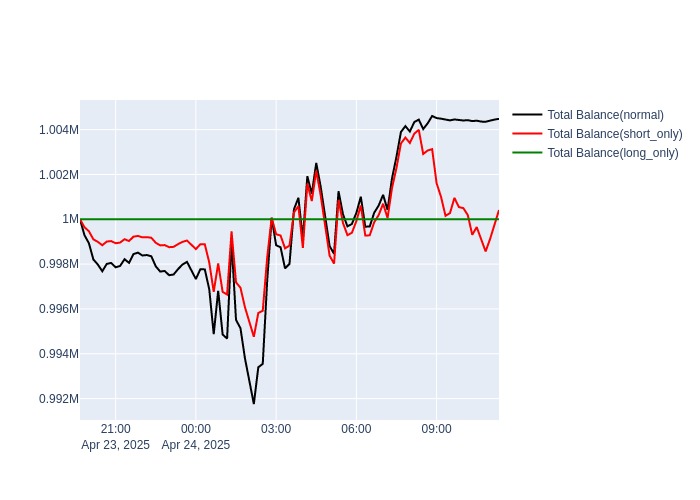 Total Balance(normal)
Total Balance(short_only)
Total Balance(long_only)
1.004M
1.002M
1M
0.998M
0.996M
0.994M
0.992M
21:00 00:00 03:00 06:00 09:00
Apr 23, 2025 Apr 24, 2025